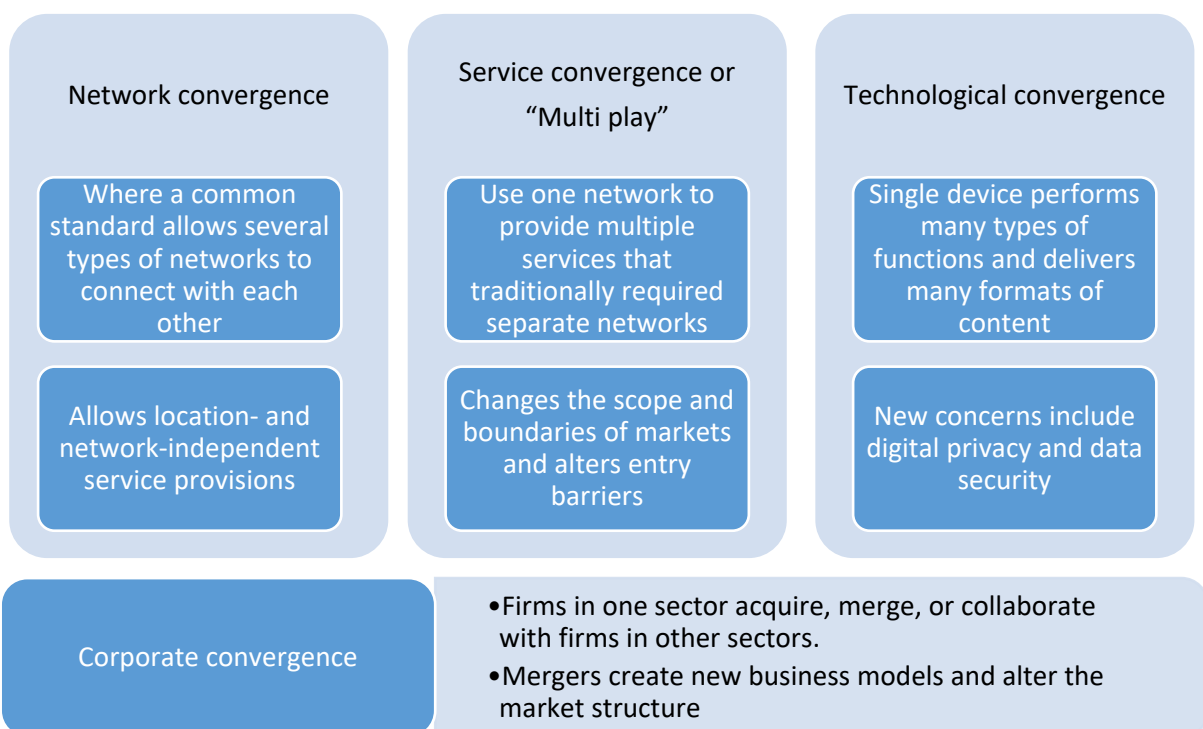 Network convergence
Where a common
standard allows several
types of networks to
connect with each
other
Allows location- and
network-independent
service provisions
Service convergence or
“Multi play”
Use one network to
provide multiple
services that
traditionally required
separate networks
Changes the scope and
boundaries of markets
and alters entry
barriers
Technological convergence
Single device performs
many types of
functions and delivers
many formats of
content
New concerns include
digital privacy and data
security
Corporate convergence
•Firms in one sector acquire, merge, or collaborate
with firms in other sectors.
•Mergers create new business models and alter the
market structure